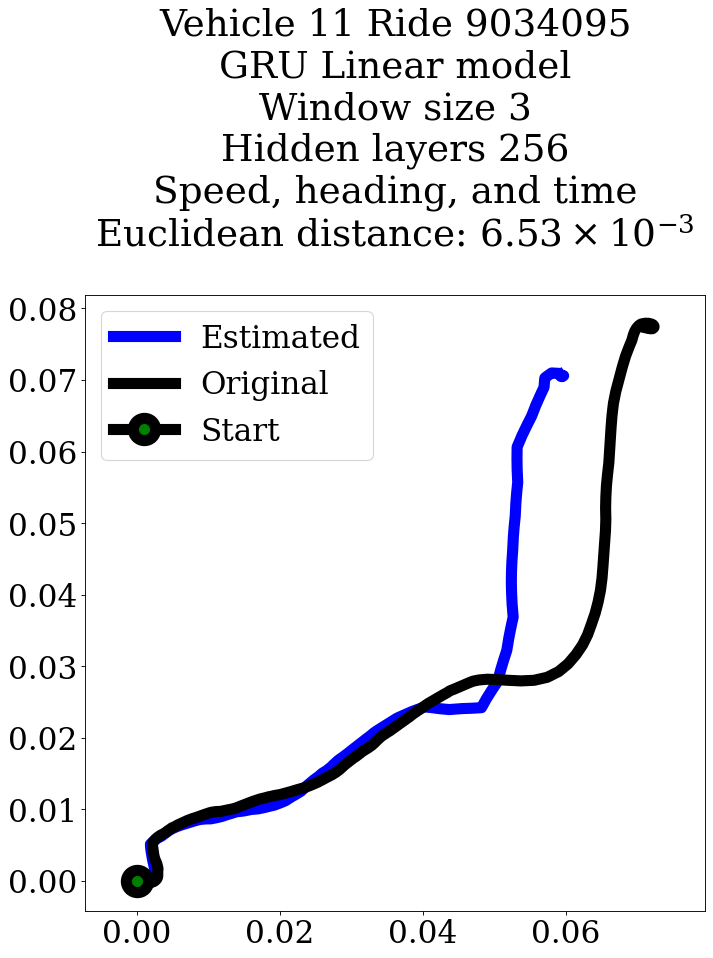 Vehicle 11 Ride 9034095
GRU Linear model
Window size 3
Hidden layers 256
Speed, heading, and time
Euclidean distance: 6.53 × 10⁻³
0.08
0.07
0.06
0.05
0.04
0.03
0.02
0.01
0.00
Estimated
Original
Start
0.00 0.02 0.04 0.06